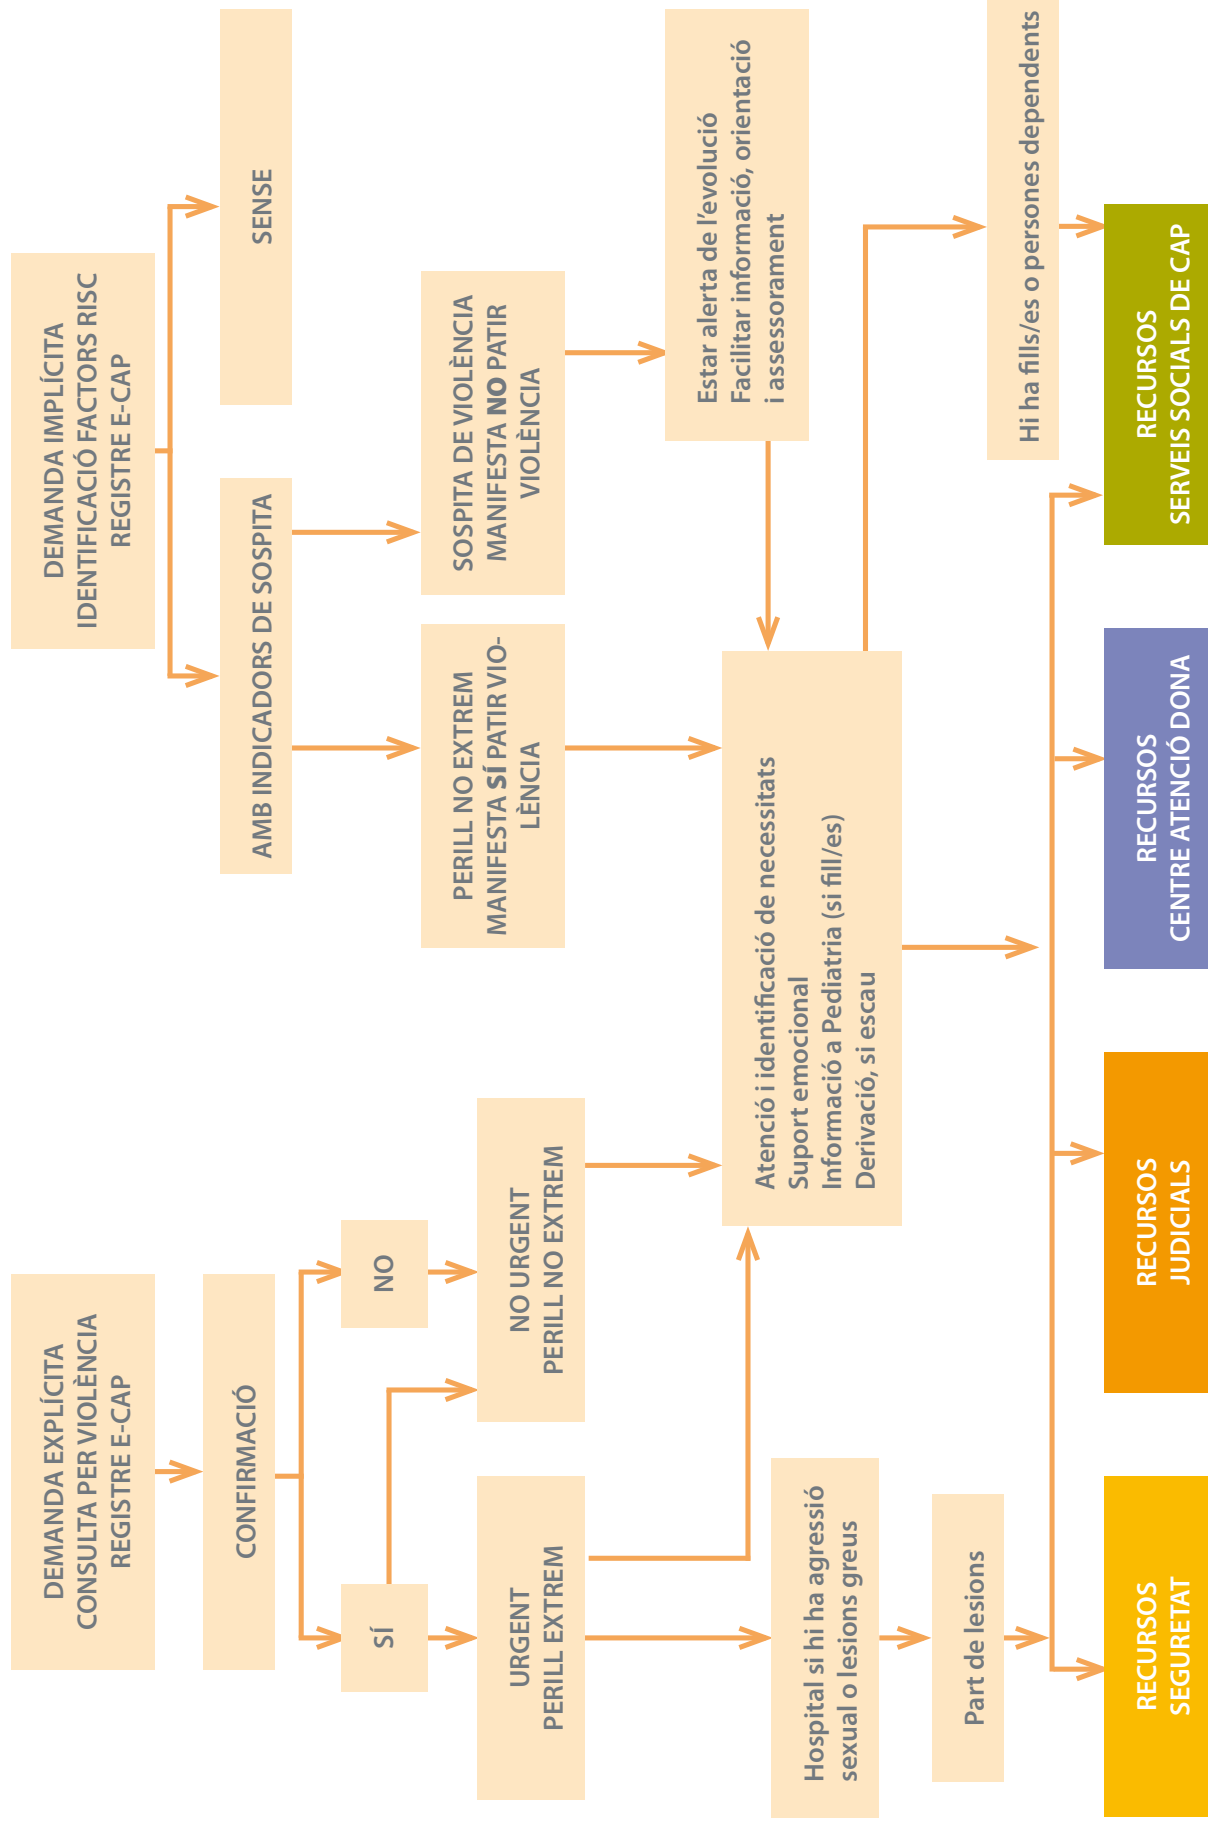 DEMANDA EXPLÍCITA
CONSULTA PER VIOLÈNCIA
REGISTRE E-CAP
DEMANDA IMPLÍCITA
IDENTIFICACIÓ FACTORS RISC
REGISTRE E-CAP
CONFIRMACIÓ
AMB INDICADORS DE SOSPITA
SENSE
SÍ
NO
URGENT
PERILL EXTREM
NO URGENT
PERILL NO EXTREM
PERILL NO EXTREM
MANIFESTA SÍ PATIR VIO-
LÈNCIA
SOSPITA DE VIOLÈNCIA
MANIFESTA NO PATIR
VIOLÈNCIA
Estar alerta de l'evolució
Facilitar informació, orientació
i assessorament
Hospital si hi ha agressió
sexual o lesions greus
Atenció i identificació de necessitats
Suport emocional
Informació a Pediatria (si fill/es)
Derivació, si escau
Part de lesions
Hi ha fills/es o persones dependents
RECURSOS
SEGURETAT
RECURSOS
JUDICIALS
RECURSOS
CENTRE ATENCIÓ DONA
RECURSOS
SERVEIS SOCIALS DE CAP